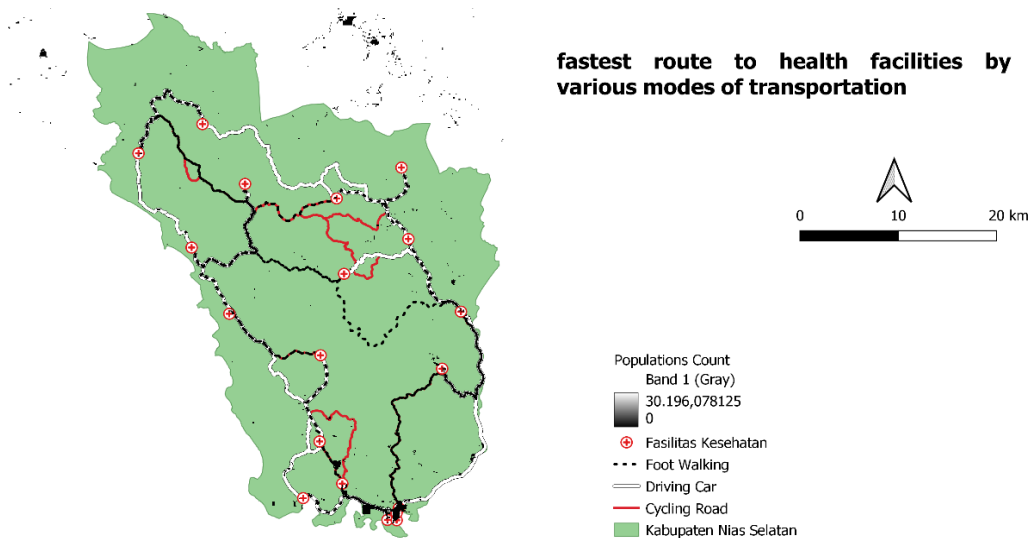 fastest route to health facilities by
various modes of transportation
0 10 20 km
Populations Count
Band 1 (Gray)
30.196,078125
0
Fasilitas Kesehatan
Foot Walking
Driving Car
Cycling Road
Kabupaten Nias Selatan